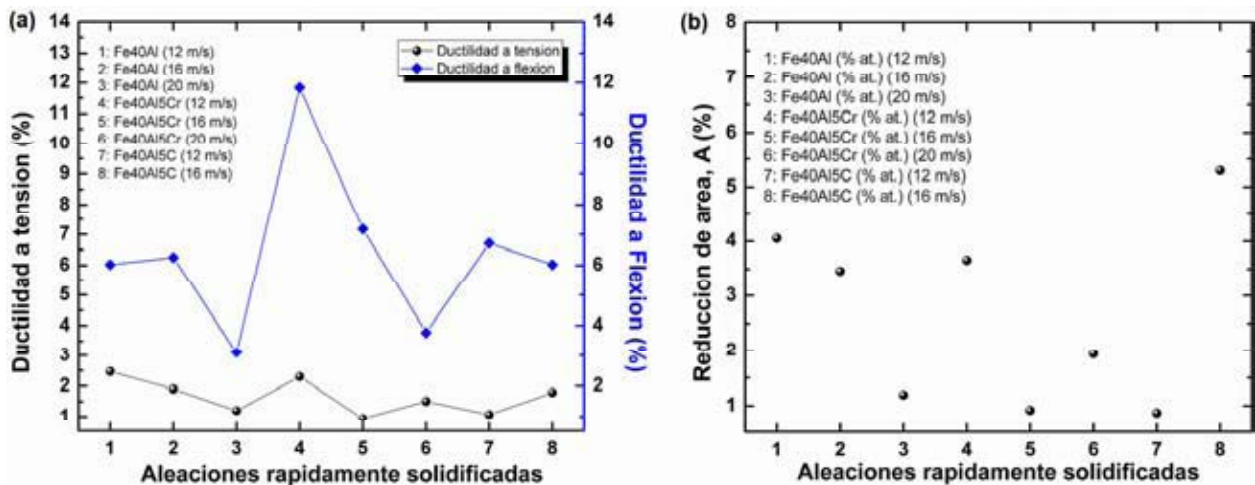 (a)
14
13
12
11
10
9
8
7
6
5
4
3
2
1
Ductilidad a tension (%)
1: Fe40Al (12 m/s)
2: Fe40Al (16 m/s)
3: Fe40Al (20 m/s)
4: Fe40Al5Cr (12 m/s)
5: Fe40Al5Cr (16 m/s)
6: Fe40Al5Cr (20 m/s)
7: Fe40Al5C (12 m/s)
8: Fe40Al5C (16 m/s)
Ductilidad a tension
Ductilidad a flexion
14
12
10
8
6
4
2
Ductilidad a Flexion (%)
1 2 3 4 5 6 7 8
Aleaciones rapidamente solidificadas
(b)
8
7
6
5
4
3
2
1
Reduccion de area, A (%)
1: Fe40Al (% at.) (12 m/s)
2: Fe40Al (% at.) (16 m/s)
3: Fe40Al (% at.) (20 m/s)
4: Fe40Al5Cr (% at.) (12 m/s)
5: Fe40Al5Cr (% at.) (16 m/s)
6: Fe40Al5Cr (% at.) (20 m/s)
7: Fe40Al5C (% at.) (12 m/s)
8: Fe40Al5C (% at.) (16 m/s)
1 2 3 4 5 6 7 8
Aleaciones rapidamente solidificadas